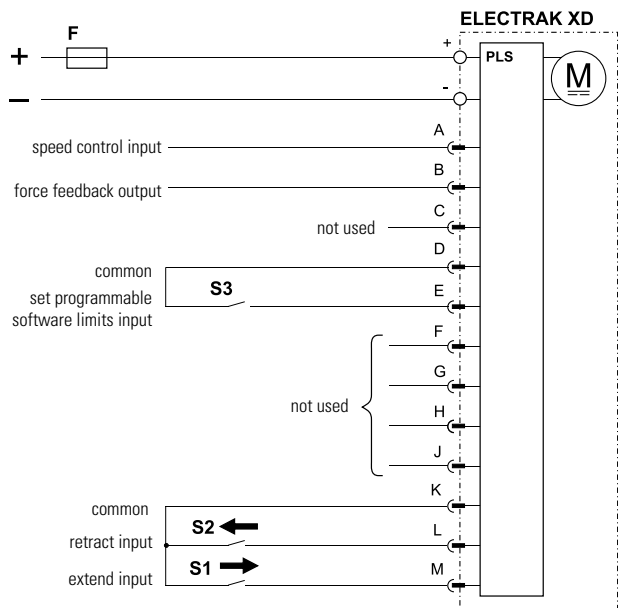 ELECTRAK XD
F
+
+
PLS
M
−
-
A
speed control input
B
force feedback output
C
not used
D
common
S3
E
set programmable
software limits input
F
G
not used
H
J
K
common
S2
L
retract input
S1
M
extend input